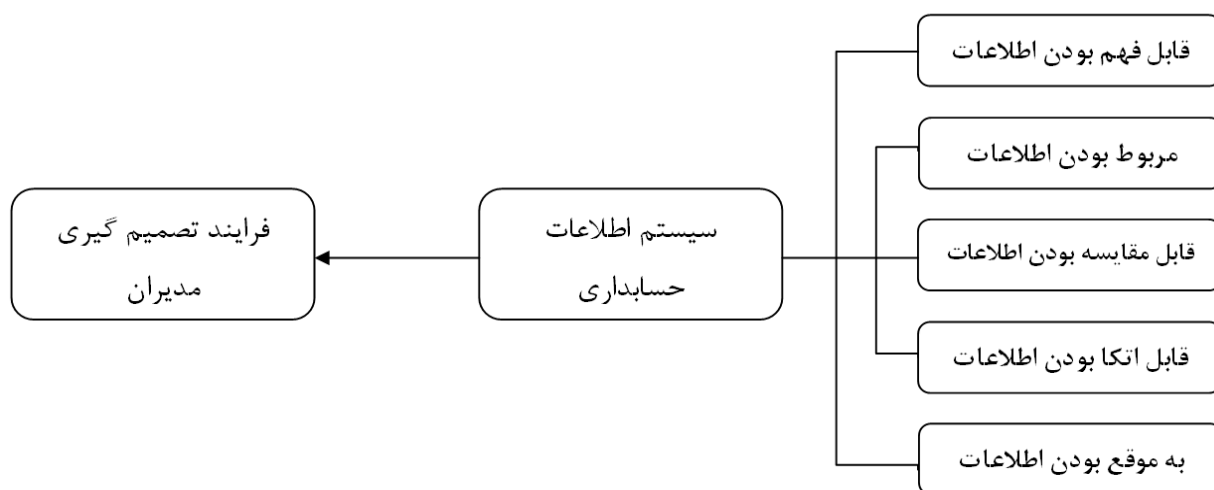 قابل فهم بودن اطلاعات
مربوط بودن اطلاعات
قابل مقایسه بودن اطلاعات
قابل اتکا بودن اطلاعات
به موقع بودن اطلاعات
سیستم اطلاعات
حسابداری
فرایند تصمیم گیری
مدیران